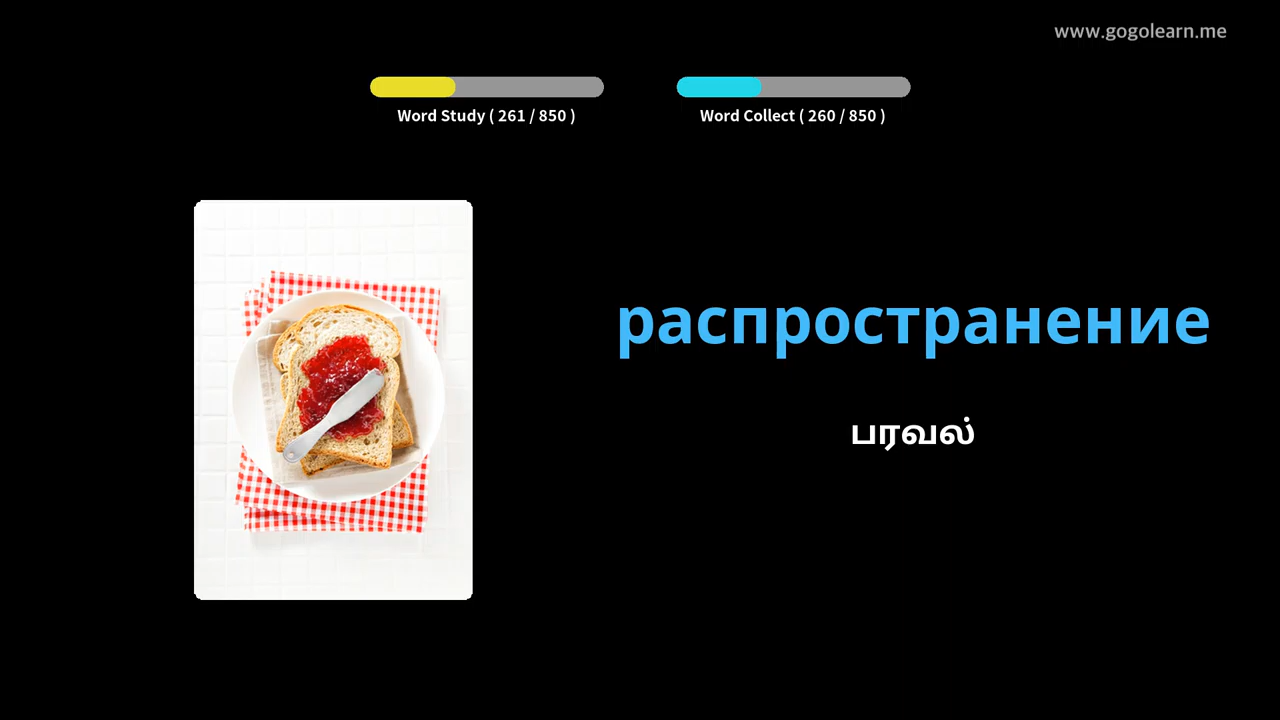 www.gogolearn.me
Word Study ( 261 / 850 )
Word Collect ( 260 / 850 )
распространение
பரவல்